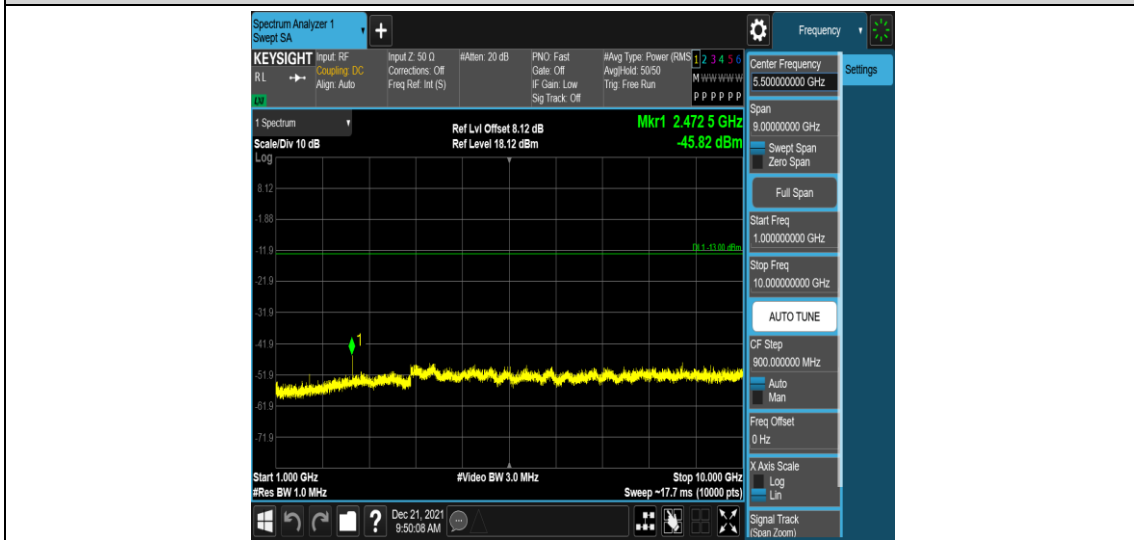 Spectrum Analyzer 1
Swept SA
+
Frequency
KEYSIGHT
RL
LXI
Input: RF
Coupling: DC
Align: Auto
Input Z: 50 Ω
Corrections: Off
Freq Ref: Int (S)
#Atten: 20 dB
PNO: Fast
Gate: Off
IF Gain: Low
Sig Track: Off
#Avg Type: Power (RMS
Avg|Hold: 50/50
Trig: Free Run
1 2 3 4 5 6
M W W W W W
P P P P P P
Center Frequency
5.500000000 GHz
Settings
1 Spectrum
Scale/Div 10 dB
Log
Ref Lvl Offset 8.12 dB
Ref Level 18.12 dBm
Mkr1 2.472 5 GHz
-45.82 dBm
8.12
-1.88
-11.9
-21.9
-31.9
-41.9
-51.9
-61.9
-71.9
DL1 -13.00 dBm
1
Start 1.000 GHz
#Res BW 1.0 MHz
#Video BW 3.0 MHz
Stop 10.000 GHz
Sweep ~17.7 ms (10000 pts)
Span
9.00000000 GHz
Swept Span
Zero Span
Full Span
Start Freq
1.000000000 GHz
Stop Freq
10.000000000 GHz
AUTO TUNE
CF Step
900.000000 MHz
Auto
Man
Freq Offset
0 Hz
X Axis Scale
Log
Lin
Signal Track
(Span Zoom)
?
Dec 21, 2021
9:50:08 AM